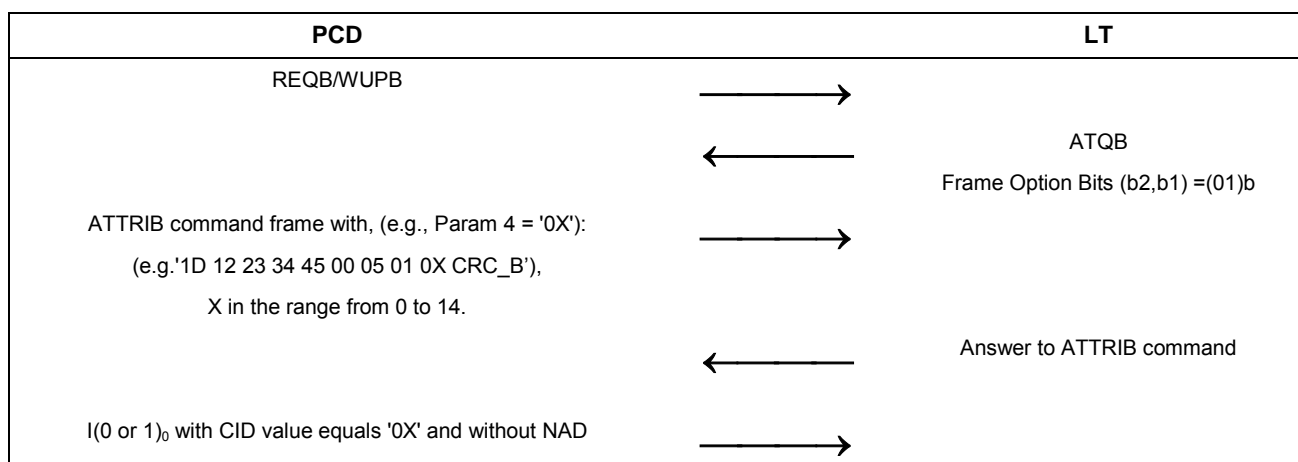 PCD LT
REQB/WUPB
ATQB
Frame Option Bits (b2,b1) =(01)b
ATTRIB command frame with, (e.g., Param 4 = '0X'):
(e.g.'1D 12 23 34 45 00 05 01 0X CRC_B’),
X in the range from 0 to 14.
Answer to ATTRIB command
I(0 or 1)₀ with CID value equals '0X' and without NAD